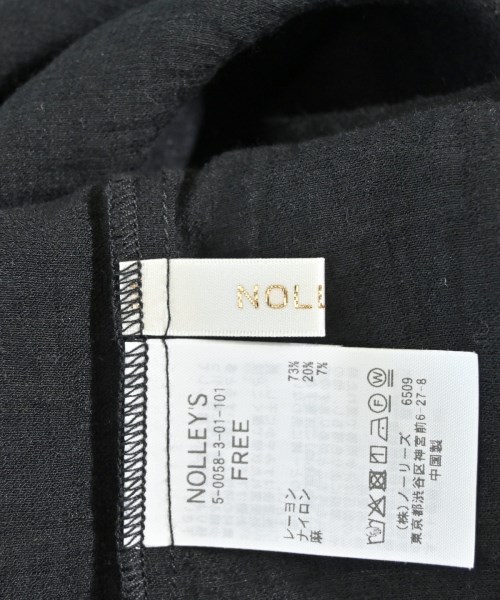 NOLL
NOLLEY'S
5-0058-3-01-101
FREE
レーヨン 73%
ナイロン 20%
麻 7%
(株)ノーリーズ 6509
東京都渋谷区神宮前6-27-8
中国製